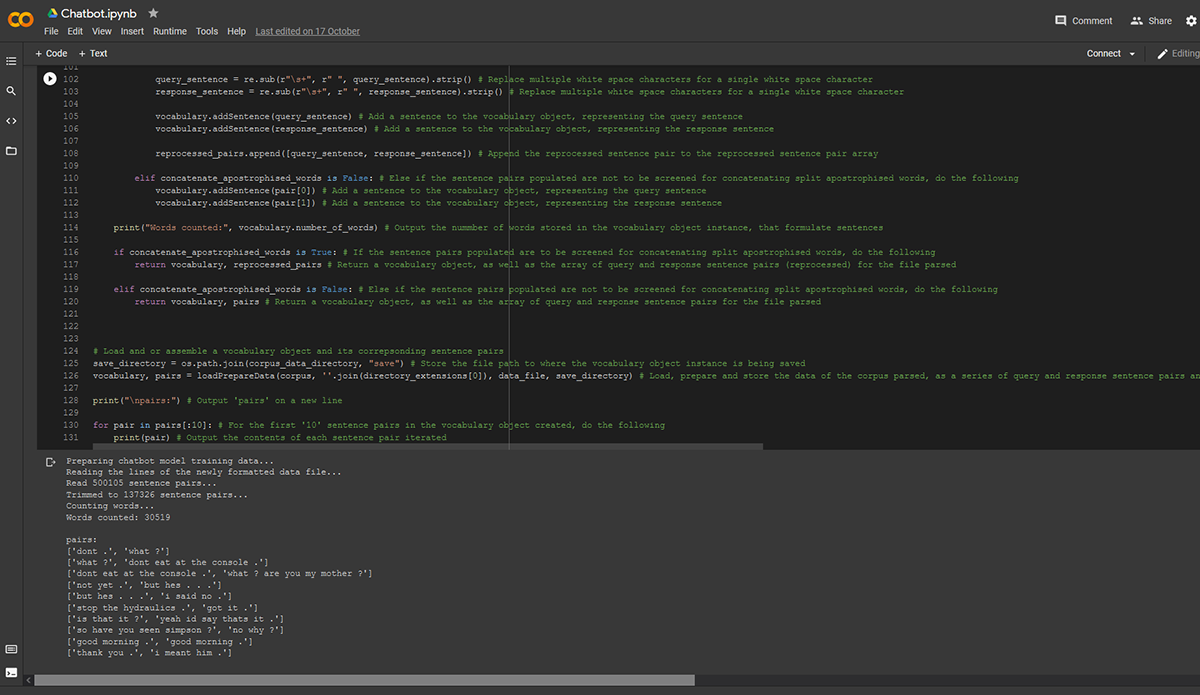 Chatbot.ipynb
File Edit View Insert Runtime Tools Help Last edited on 17 October
Comment Share
+ Code + Text
Connect Editing
101
102 query_sentence = re.sub(r"\s+", r" ", query_sentence).strip() # Replace multiple white space characters for a single white space character
103 response_sentence = re.sub(r"\s+", r" ", response_sentence).strip() # Replace multiple white space characters for a single white space character
104
105 vocabulary.addSentence(query_sentence) # Add a sentence to the vocabulary object, representing the query sentence
106 vocabulary.addSentence(response_sentence) # Add a sentence to the vocabulary object, representing the response sentence
107
108 reprocessed_pairs.append([query_sentence, response_sentence]) # Append the reprocessed sentence pair to the reprocessed sentence pair array
109
110 elif concatenate_apostrophised_words is False: # Else if the sentence pairs populated are not to be screened for concatenating split apostrophised words, do the following
111 vocabulary.addSentence(pair[0]) # Add a sentence to the vocabulary object, representing the query sentence
112 vocabulary.addSentence(pair[1]) # Add a sentence to the vocabulary object, representing the response sentence
113
114 print("Words counted:", vocabulary.number_of_words) # Output the nummber of words stored in the vocabulary object instance, that formulate sentences
115
116 if concatenate_apostrophised_words is True: # If the sentence pairs populated are to be screened for concatenating split apostrophised words, do the following
117 return vocabulary, reprocessed_pairs # Return a vocabulary object, as well as the array of query and response sentence pairs (reprocessed) for the file parsed
118
119 elif concatenate_apostrophised_words is False: # Else if the sentence pairs populated are not to be screened for concatenating split apostrophised words, do the following
120 return vocabulary, pairs # Return a vocabulary object, as well as the array of query and response sentence pairs for the file parsed
121
122
123
124 # Load and or assemble a vocabulary object and its correpsonding sentence pairs
125 save_directory = os.path.join(corpus_data_directory, "save") # Store the file path to where the vocabulary object instance is being saved
126 vocabulary, pairs = loadPrepareData(corpus, ''.join(directory_extensions[0]), data_file, save_directory) # Load, prepare and store the data of the corpus parsed, as a series of query and response sentence pairs an
127
128 print("\npairs:") # Output 'pairs' on a new line
129
130 for pair in pairs[:10]: # For the first '10' sentence pairs in the vocabulary object created, do the following
131 print(pair) # Output the contents of each sentence pair iterated
Preparing chatbot model training data...
Reading the lines of the newly formatted data file...
Read 500105 sentence pairs...
Trimmed to 137326 sentence pairs...
Counting words...
Words counted: 30519
pairs:
['dont .', 'what ?']
['what ?', 'dont eat at the console .']
['dont eat at the console .', 'what ? are you my mother ?']
['not yet .', 'but hes . . .']
['but hes . . .', 'i said no .']
['stop the hydraulics .', 'got it .']
['is that it ?', 'yeah id say thats it .']
['so have you seen simpson ?', 'no why ?']
['good morning .', 'good morning .']
['thank you .', 'i meant him .']